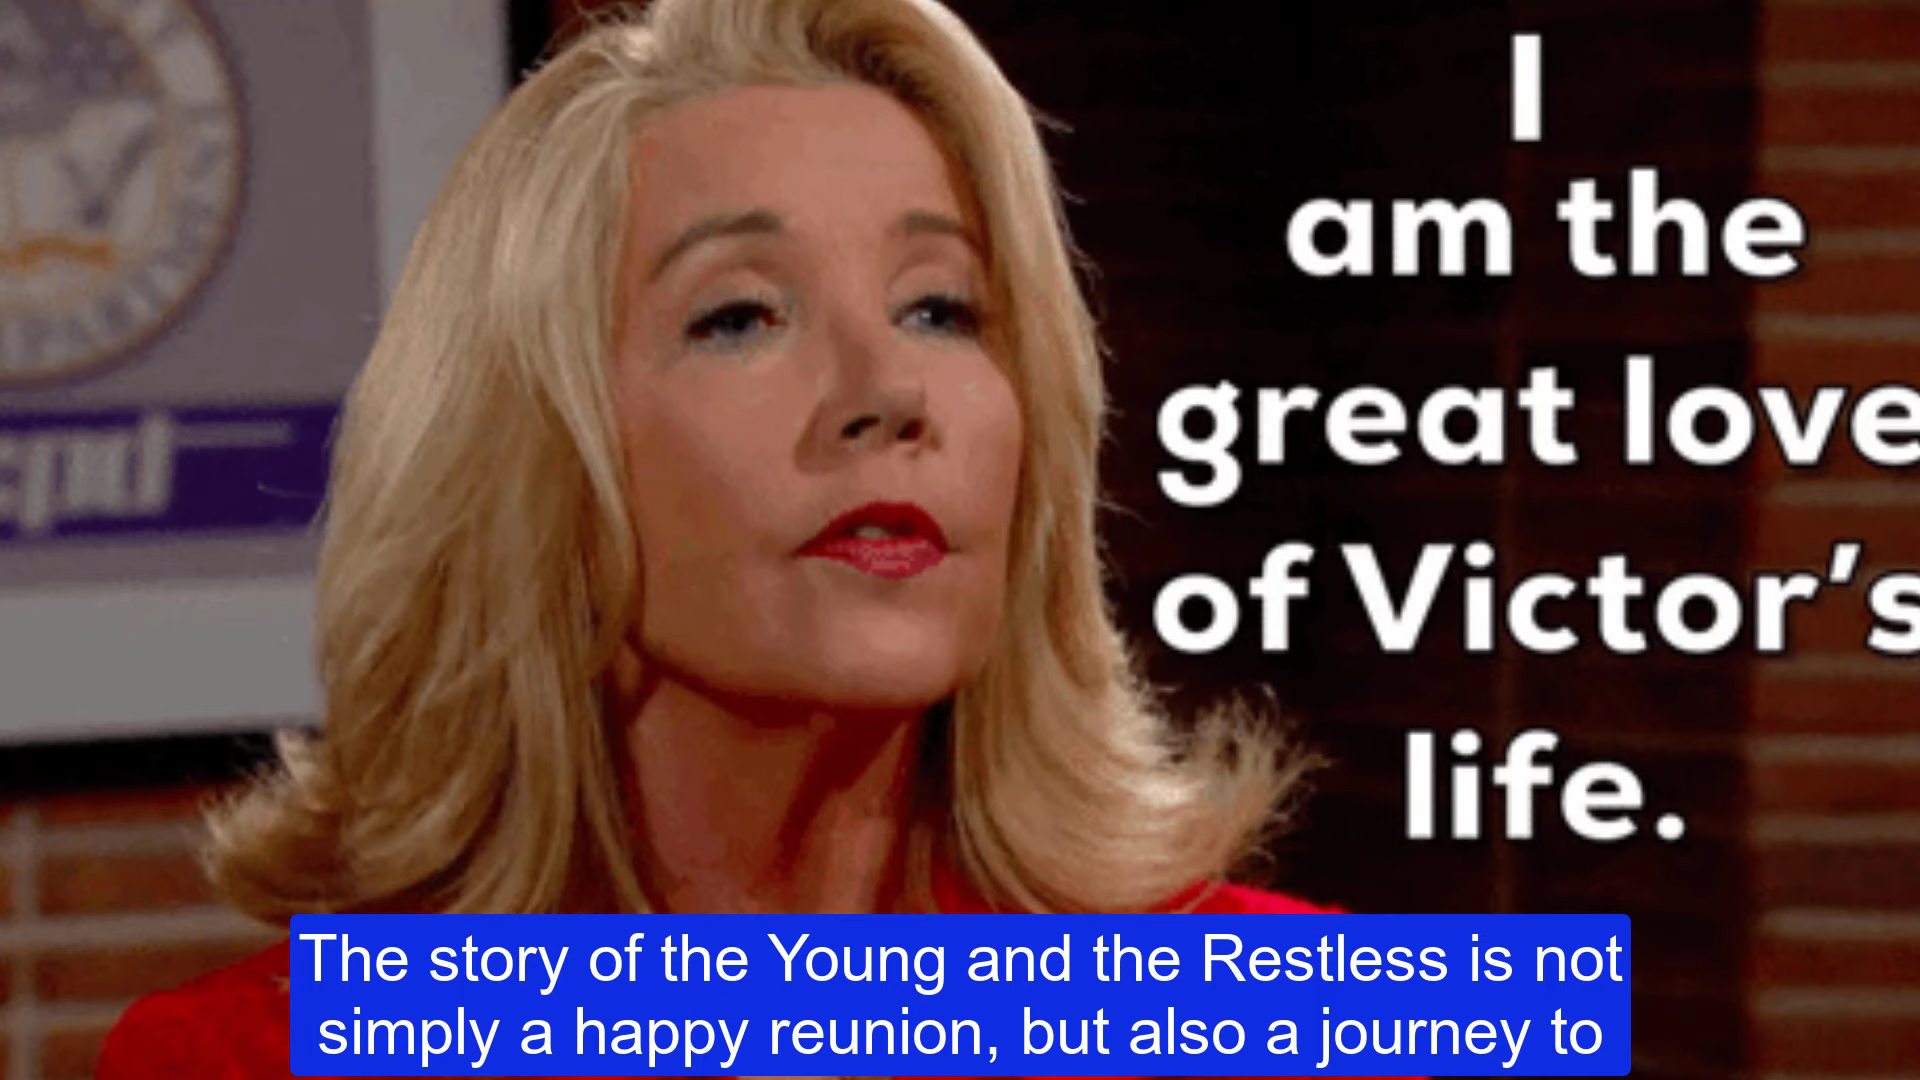 I
am the
great love
of Victor’s
life.
The story of the Young and the Restless is not
simply a happy reunion, but also a journey to